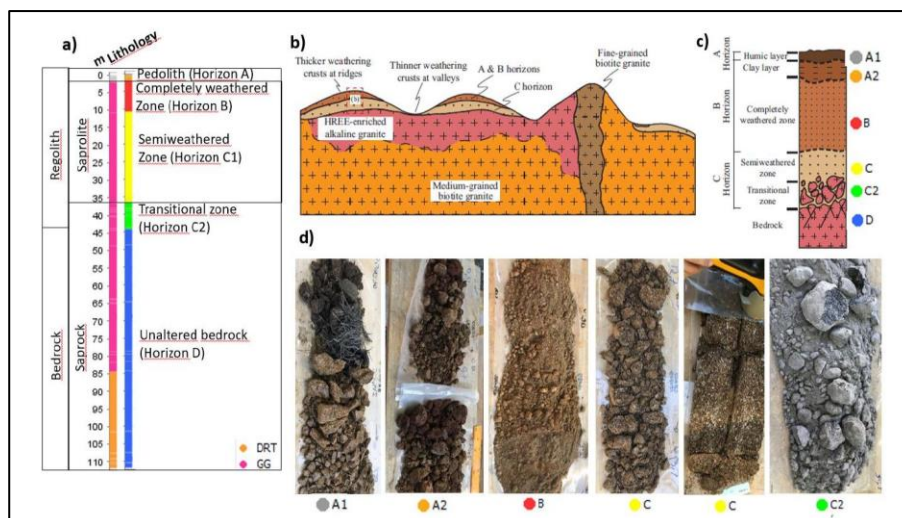 a)
m Lithology
Regolith
Saprolite
Bedrock
Saprock
0
5
10
15
20
25
30
35
40
45
50
55
60
65
70
75
80
85
90
95
100
105
110
Pedolith (Horizon A)
Completely weathered
Zone (Horizon B)
Semiweathered
Zone (Horizon C1)
Transitional zone
(Horizon C2)
Unaltered bedrock
(Horizon D)
DRT
GG
b)
Thicker weathering
crusts at ridges
Thinner weathering
crusts at valleys
A & B horizons
C horizon
Fine-grained
biotite granite
(b)
HREE-enriched
alkaline granite
Medium-grained
biotite granite
c)
A
Horizon
B
Horizon
C
Horizon
Humic layer
Clay layer
Completely
weathered zone
Semiweathered
zone
Transitional
zone
Bedrock
A1
A2
B
C
C2
D
d)
A1
A2
B
C
C
C2